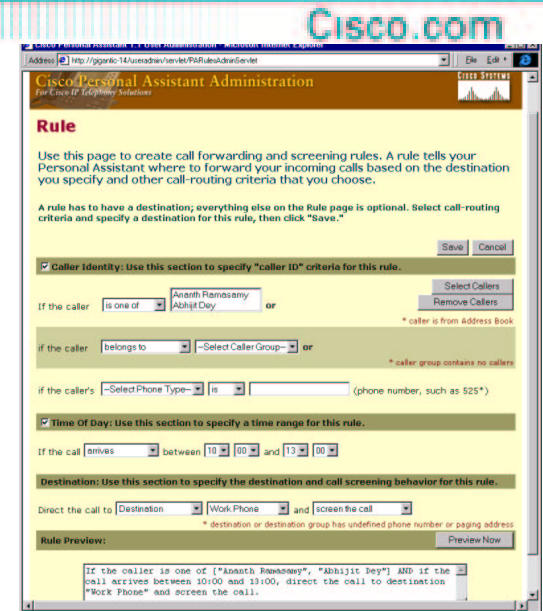 Cisco.com
Cisco Personal Assistant 1.1 User Administration - Microsoft Internet Explorer
Address http://gigantic-14/useradmin/servlet/PARulesAdminServlet File Edit
Cisco Personal Assistant Administration
For Cisco IP Telephony Solutions
CISCO SYSTEMS
Rule
Use this page to create call forwarding and screening rules. A rule tells your
Personal Assistant where to forward your incoming calls based on the destination
you specify and other call-routing criteria that you choose.
A rule has to have a destination; everything else on the Rule page is optional. Select call-routing
criteria and specify a destination for this rule, then click "Save."
Save Cancel
Caller Identity: Use this section to specify "caller ID" criteria for this rule.
If the caller is one of Ananth Ramasamy
Abhijit Dey or
Select Callers
Remove Callers
* caller is from Address Book
if the caller belongs to --Select Caller Group-- or
* caller group contains no callers
if the caller's --Select Phone Type-- is (phone number, such as 525*)
Time Of Day: Use this section to specify a time range for this rule.
If the call arrives between 10 00 and 13 00
Destination: Use this section to specify the destination and call screening behavior for this rule.
Direct the call to Destination Work Phone and screen the call
* destination or destination group has undefined phone number or paging address
Rule Preview: Preview Now
If the caller is one of ["Ananth Ramasamy", "Abhijit Dey"] AND if the
call arrives between 10:00 and 13:00, direct the call to destination
"Work Phone" and screen the call.